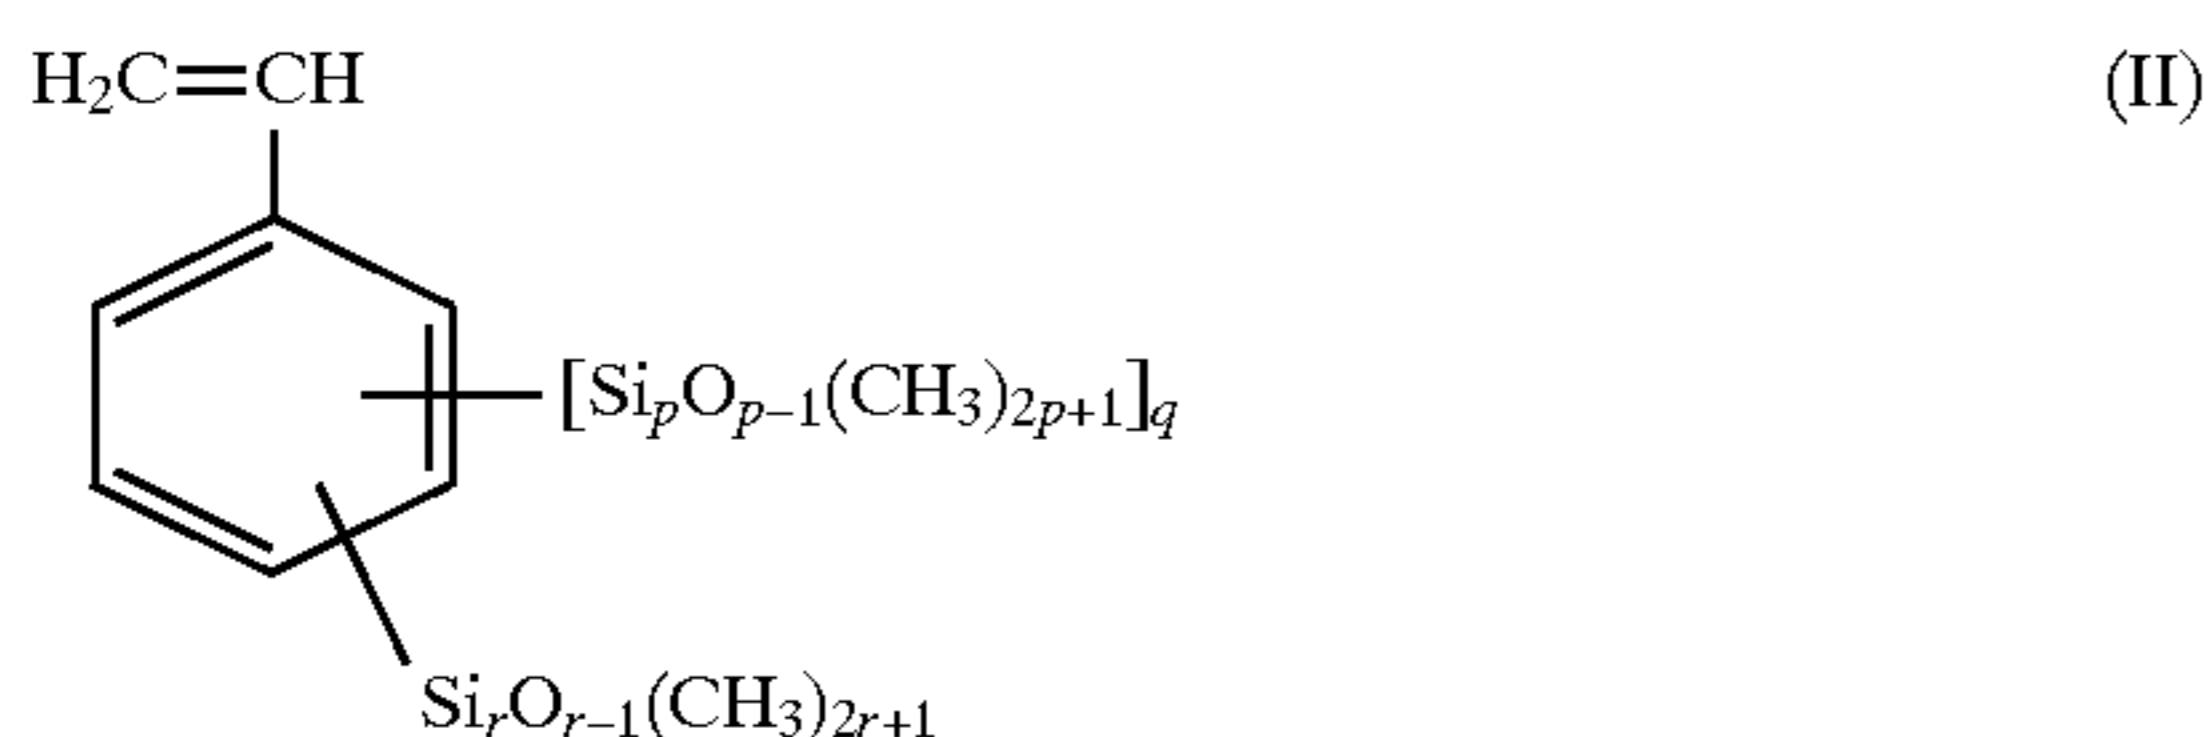 H₂C=CH (II)
[SiₚOₚ₋₁(CH₃)₂ₚ₊₁]q
SiᵣOᵣ₋₁(CH₃)₂ᵣ₊₁